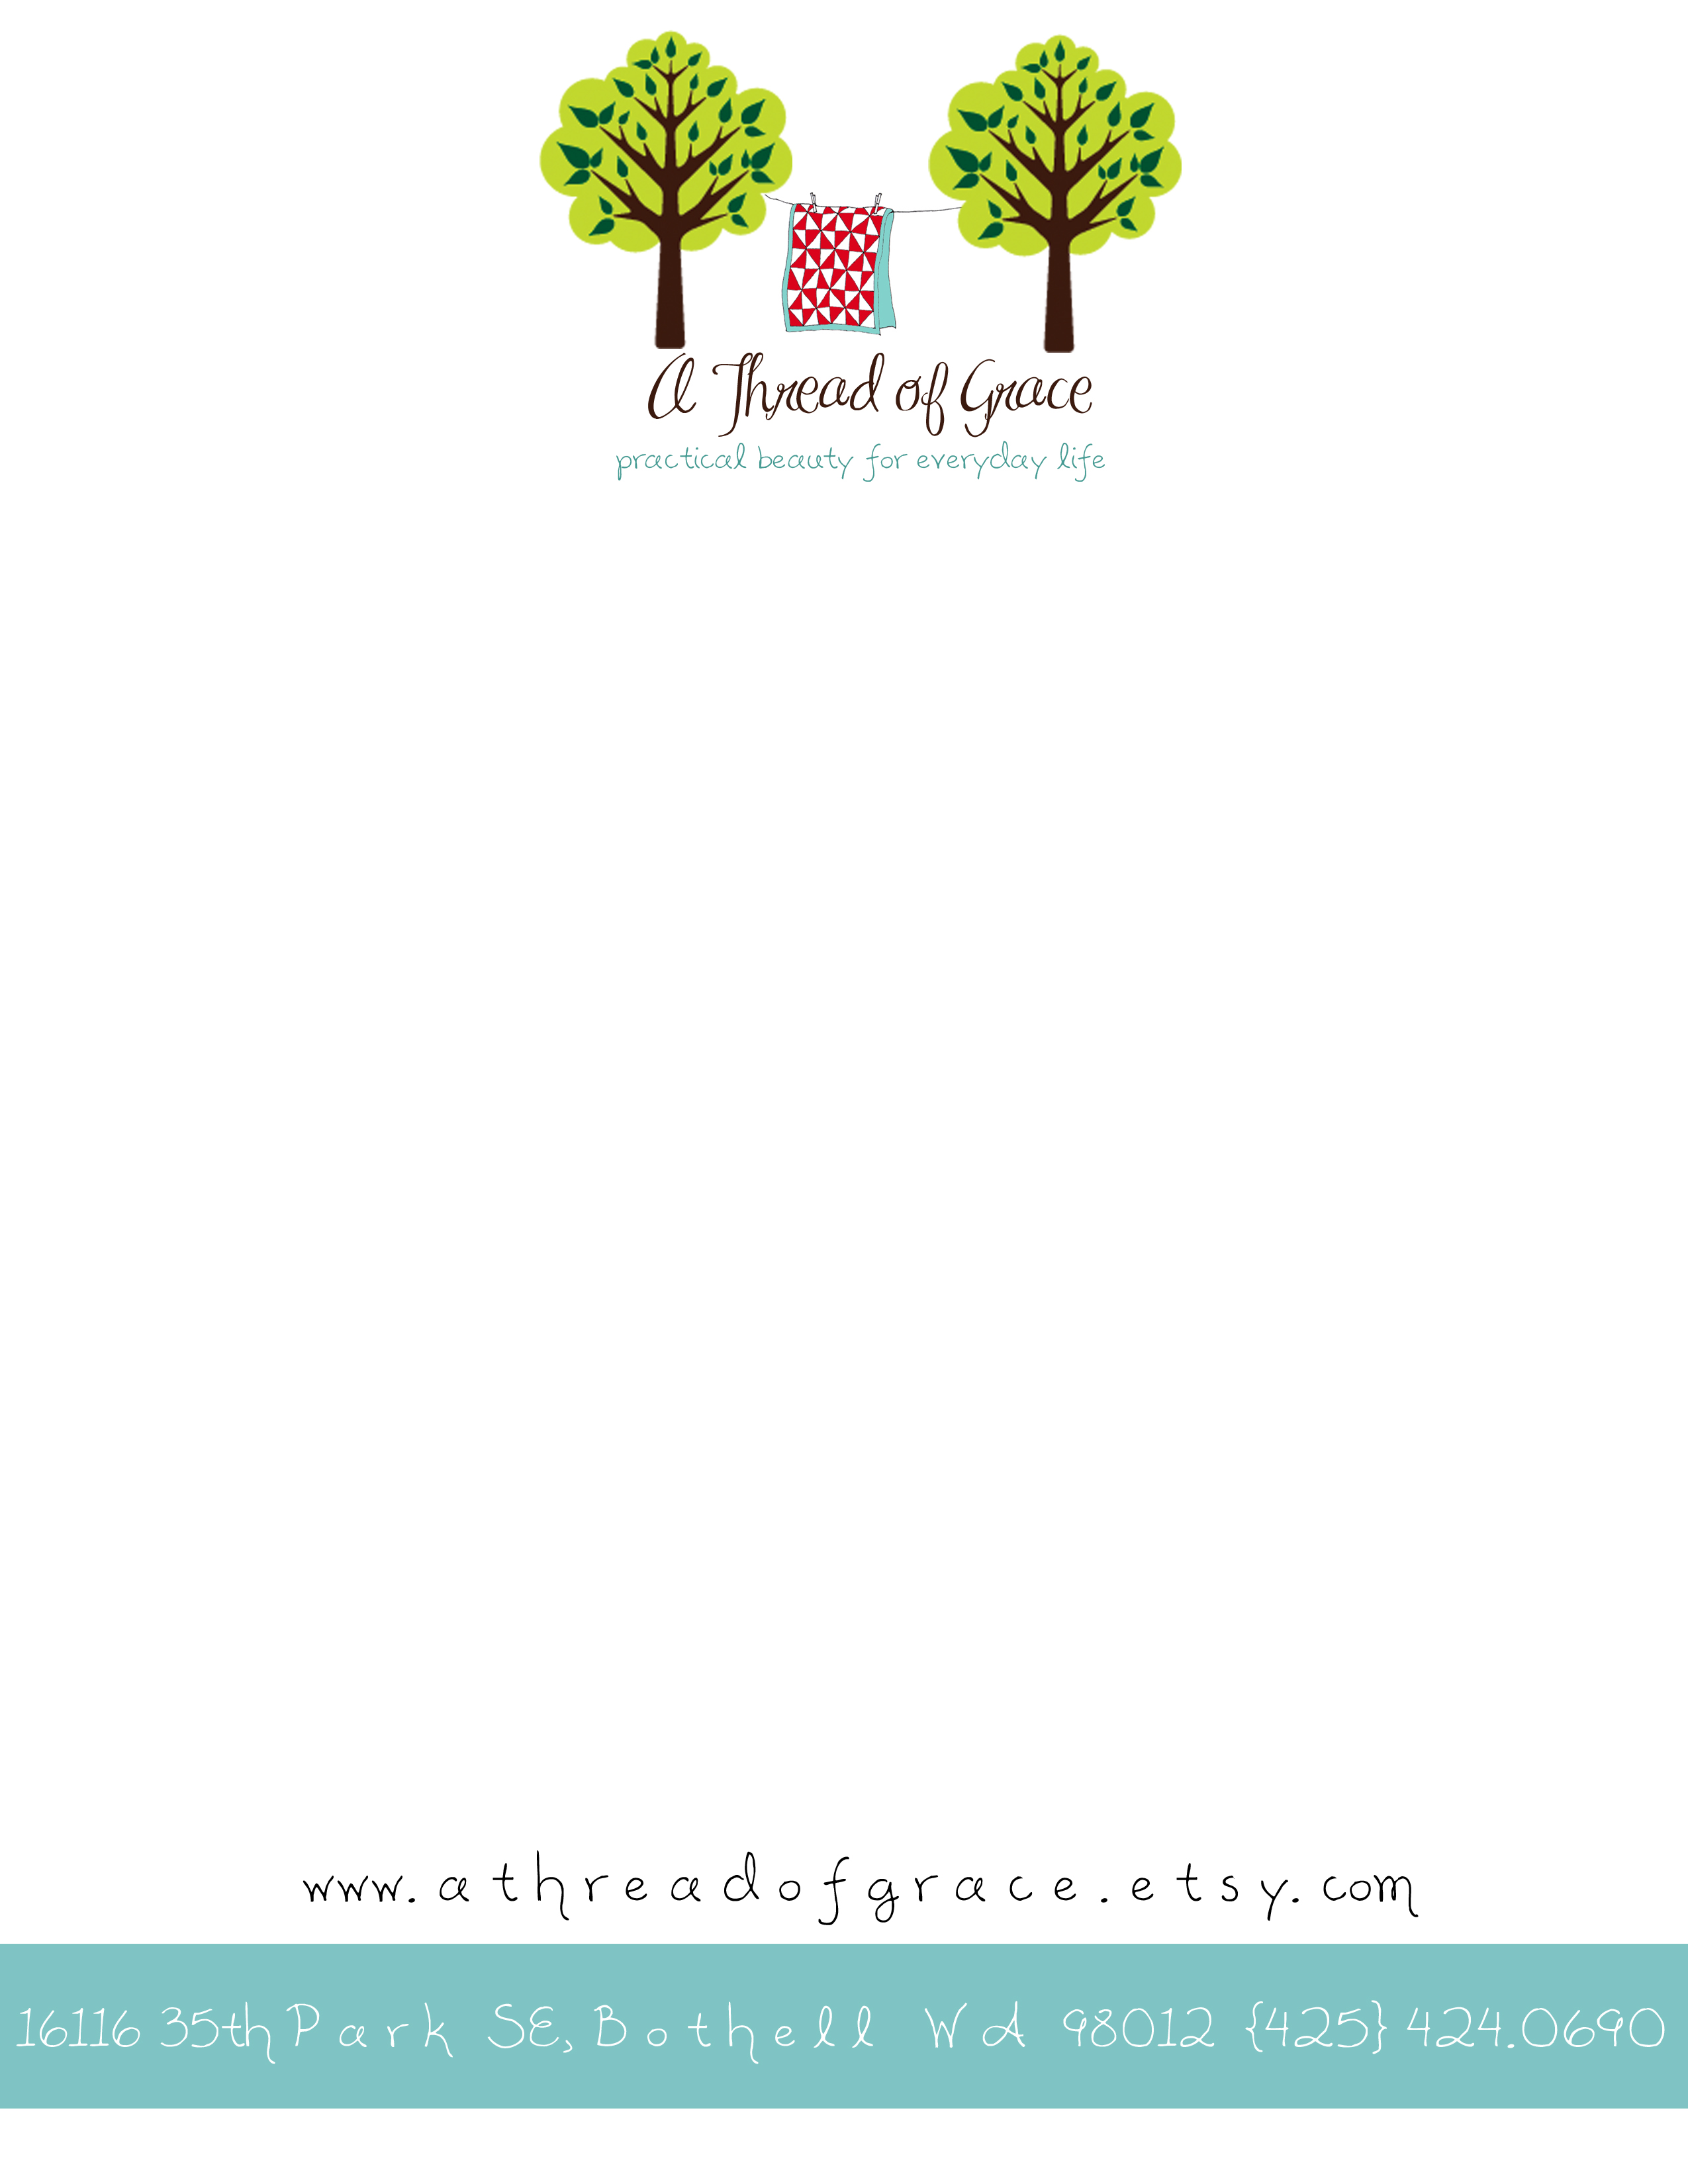 A Thread of Grace
practical beauty for everyday life
www.athreadofgrace.etsy.com
16116 35th Park SE, Bothell WA 98012 {425} 424.0690